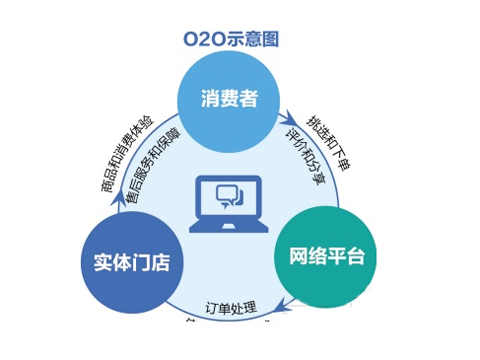 O2O示意图
消费者
挑选和下单
评价和分享
商品和消费体验
售后服务和保障
实体门店
网络平台
订单处理